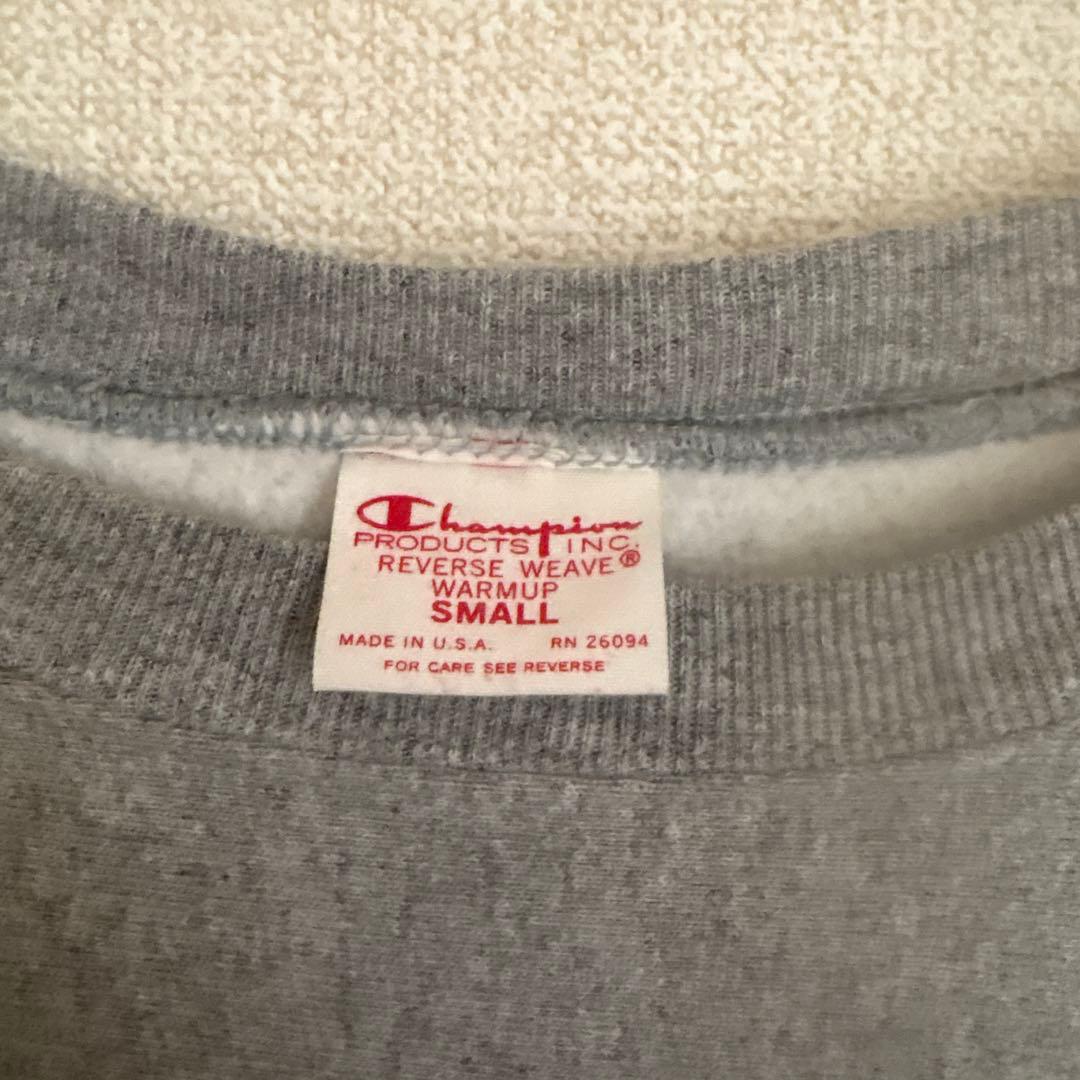 Champion
PRODUCTS INC.
REVERSE WEAVE®
WARMUP
SMALL
MADE IN U.S.A. RN 26094
FOR CARE SEE REVERSE